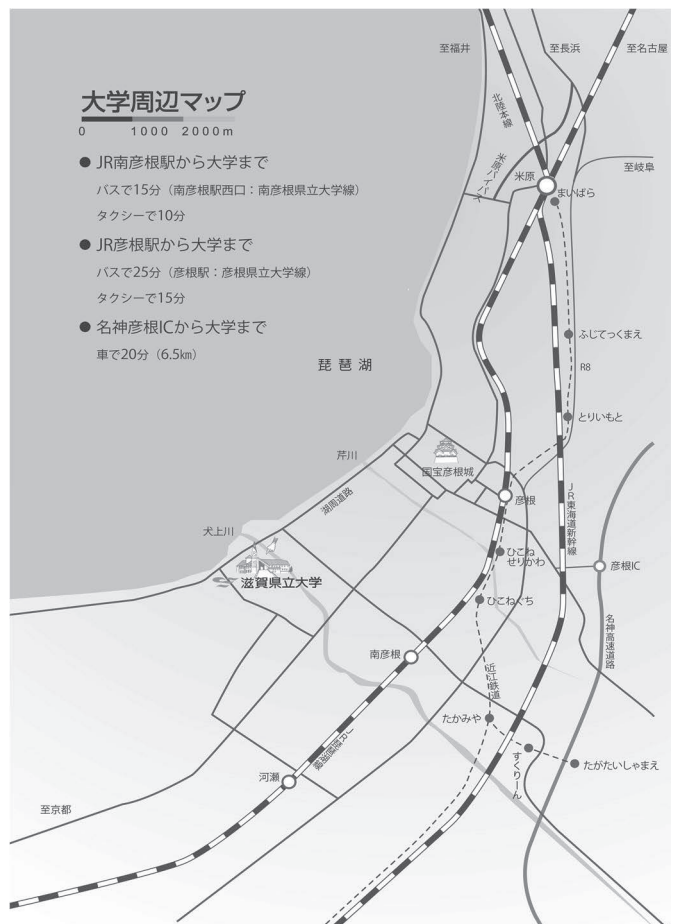 大学周辺マップ
0 1000 2000m
● JR南彦根駅から大学まで
バスで15分（南彦根駅西口：南彦根県立大学線）
タクシーで10分
● JR彦根駅から大学まで
バスで25分（彦根駅：彦根県立大学線）
タクシーで15分
● 名神彦根ICから大学まで
車で20分（6.5㎞）
至福井
至長浜
至名古屋
北陸本線
米原バイパス
米原
まいばら
至岐阜
ふじてっくまえ
R8
とりいもと
琵琶湖
国宝彦根城
芹川
湖周道路
彦根
JR東海道新幹線
犬上川
滋賀県立大学
ひこね
せりかわ
彦根IC
ひこねぐち
名神高速道路
南彦根
近江鉄道
たかみや
すくりーん
たがたいしゃまえ
JR琵琶湖線
河瀬
至京都